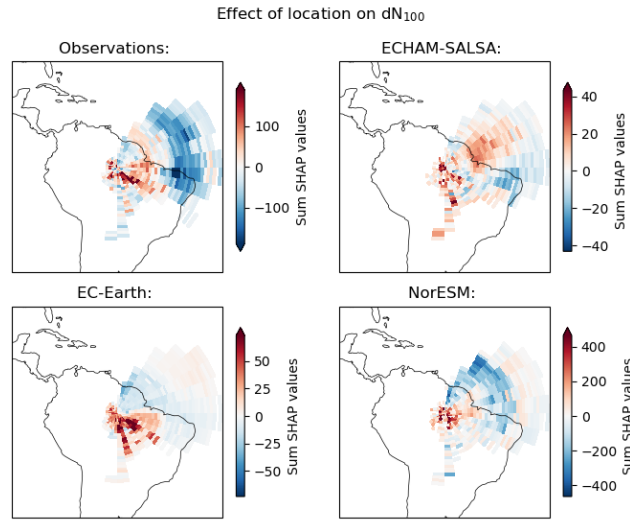 Effect of location on dN₁₀₀
Observations:
100
0
−100
Sum SHAP values
ECHAM-SALSA:
40
20
0
−20
−40
Sum SHAP values
EC-Earth:
50
25
0
−25
−50
Sum SHAP values
NorESM:
400
200
0
−200
−400
Sum SHAP values